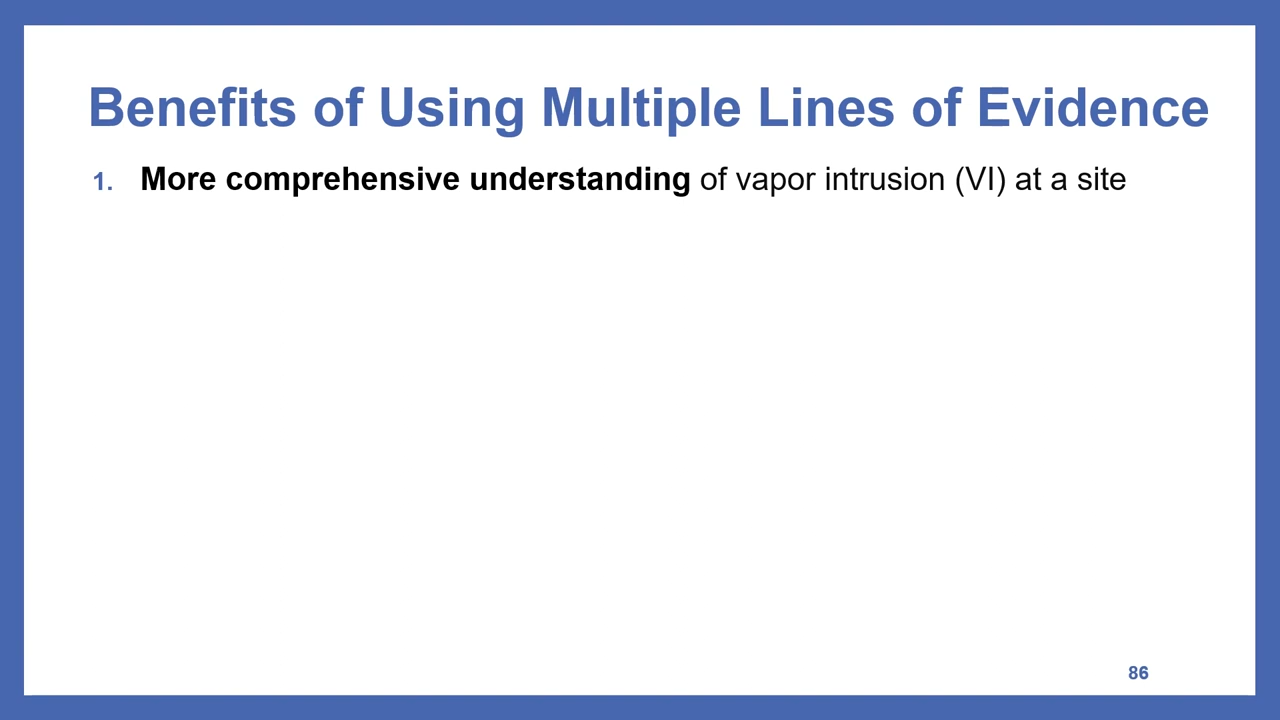 Benefits of Using Multiple Lines of Evidence
1. More comprehensive understanding of vapor intrusion (VI) at a site
86